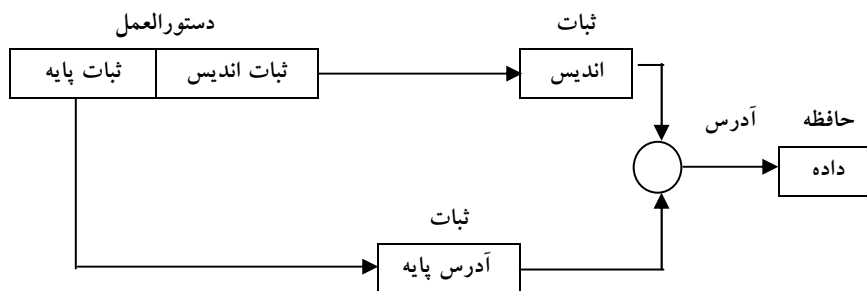 دستورالعمل
ثبات
ثبات پایه
ثبات اندیس
اندیس
حافظه
آدرس
داده
ثبات
آدرس پایه